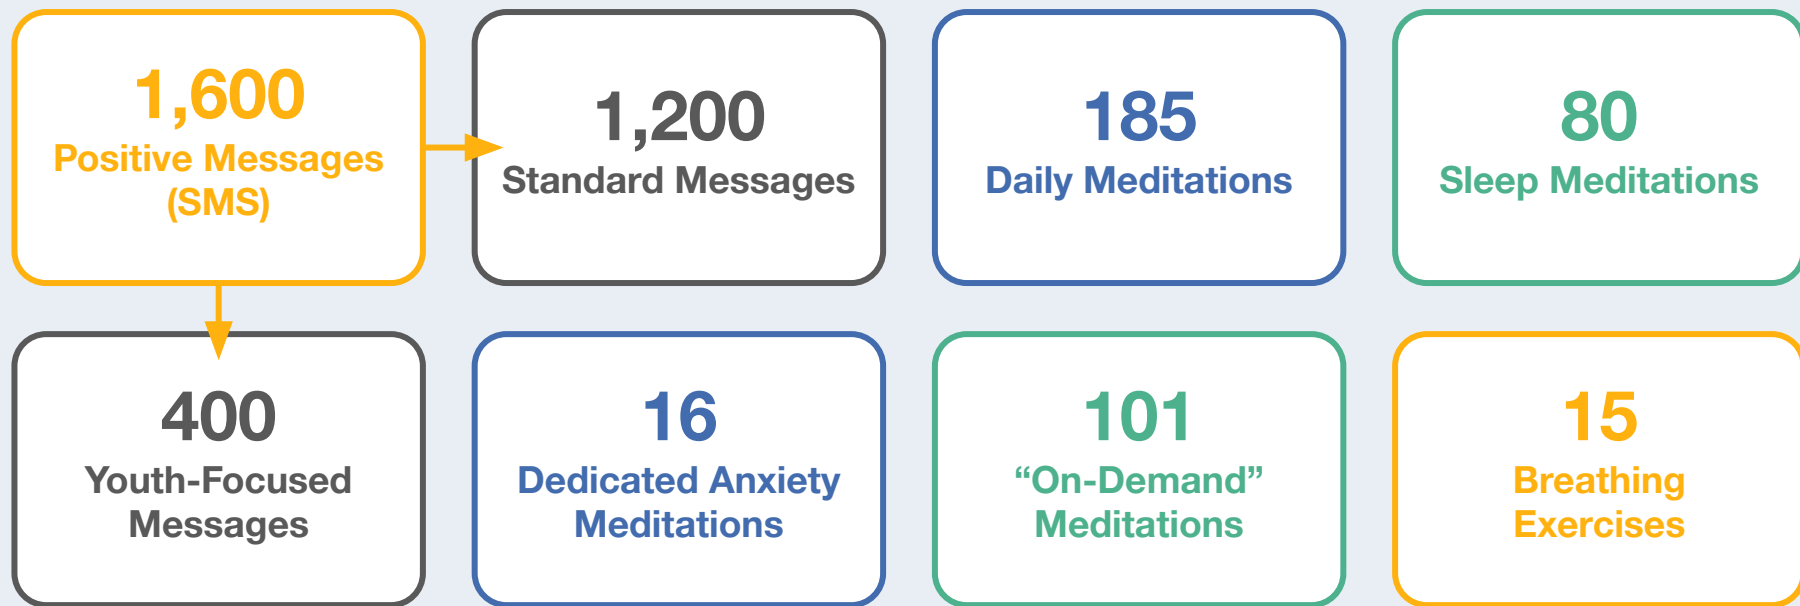 1,600
Positive Messages
(SMS)
1,200
Standard Messages
185
Daily Meditations
80
Sleep Meditations
400
Youth-Focused
Messages
16
Dedicated Anxiety
Meditations
101
“On-Demand”
Meditations
15
Breathing
Exercises